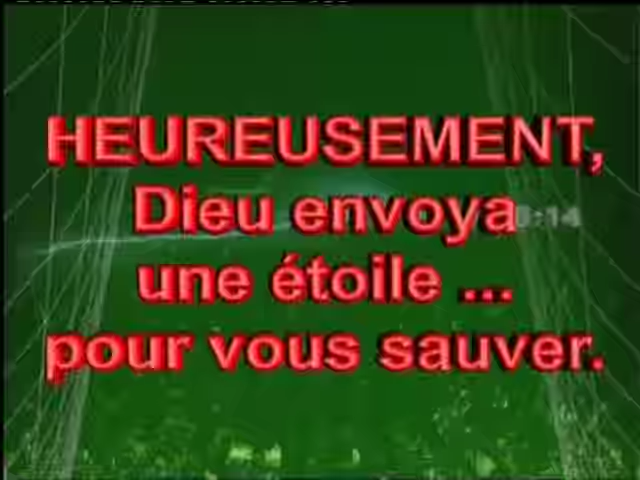 HEUREUSEMENT,
Dieu envoya
une étoile ...
pour vous sauver.